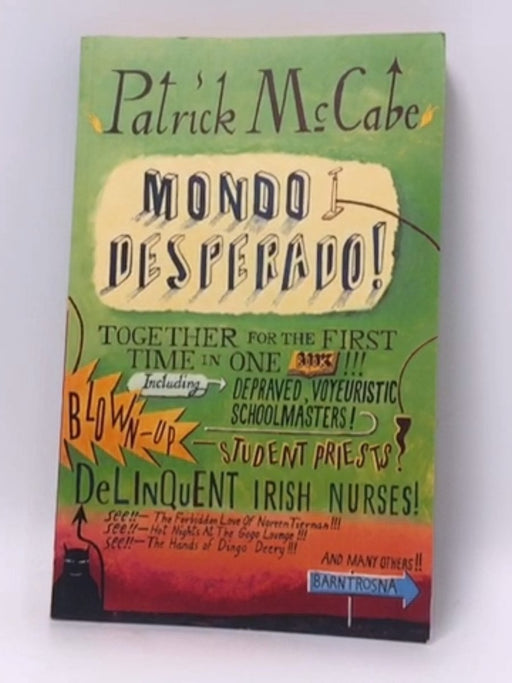 Patrick McCabe
MONDO
DESPERADO!
TOGETHER FOR THE FIRST
TIME IN ONE BOOK!!!
Including
DEPRAVED, VOYEURISTIC
SCHOOLMASTERS!
BLOWN-UP
STUDENT PRIESTS?
DELINQUENT IRISH NURSES!
See!!— The Forbidden Love Of Noreen Tiernan!!!
See!!— Hot Nights At The Gogo Lounge!!!
See!!— The Hands of Dingo Deery!!!
AND MANY OTHERS!!
BARNTROSNA